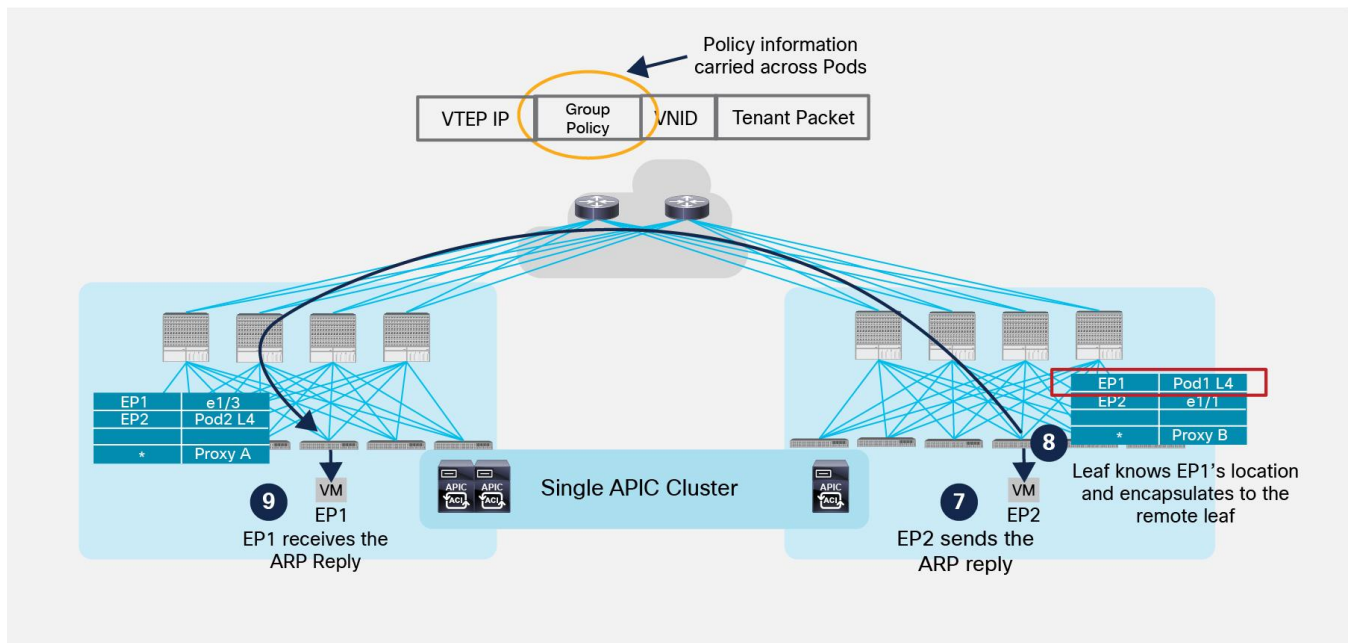 Policy information
carried across Pods
VTEP IP
Group
Policy
VNID
Tenant Packet
EP1 e1/3
EP2 Pod2 L4
* Proxy A
EP1 Pod1 L4
EP2 e1/1
* Proxy B
8
Leaf knows EP1's location
and encapsulates to the
remote leaf
APIC
ACI
APIC
ACI
Single APIC Cluster
APIC
ACI
9
VM
EP1
EP1 receives the
ARP Reply
7
VM
EP2
EP2 sends the
ARP reply